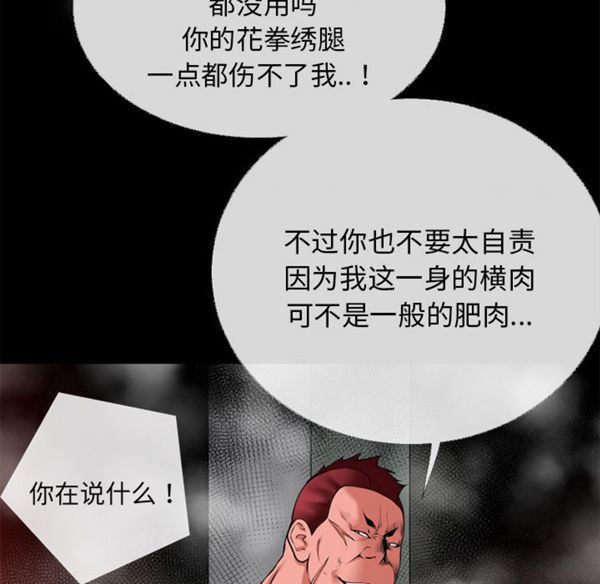 都没用吗
你的花拳绣腿
一点都伤不了我..！
不过你也不要太自责
因为我这一身的横肉
可不是一般的肥肉...
你在说什么！